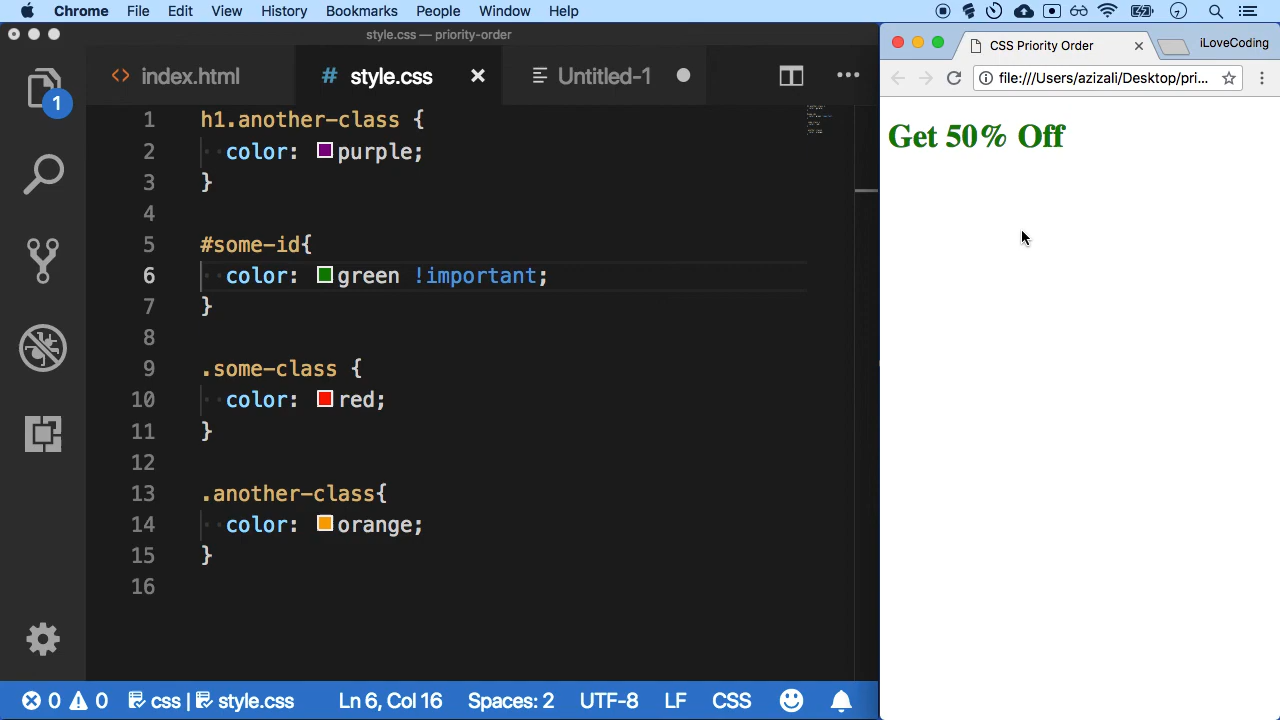 Chrome File Edit View History Bookmarks People Window Help
style.css — priority-order
<> index.html
# style.css ×
Untitled-1
1
1 h1.another-class {
2 color: purple;
3 }
4
5 #some-id{
6 color: green !important;
7 }
8
9 .some-class {
10 color: red;
11 }
12
13 .another-class{
14 color: orange;
15 }
16
0 0 css | style.css Ln 6, Col 16 Spaces: 2 UTF-8 LF CSS
CSS Priority Order ×
iLoveCoding
file:///Users/azizali/Desktop/pri...
Get 50% Off